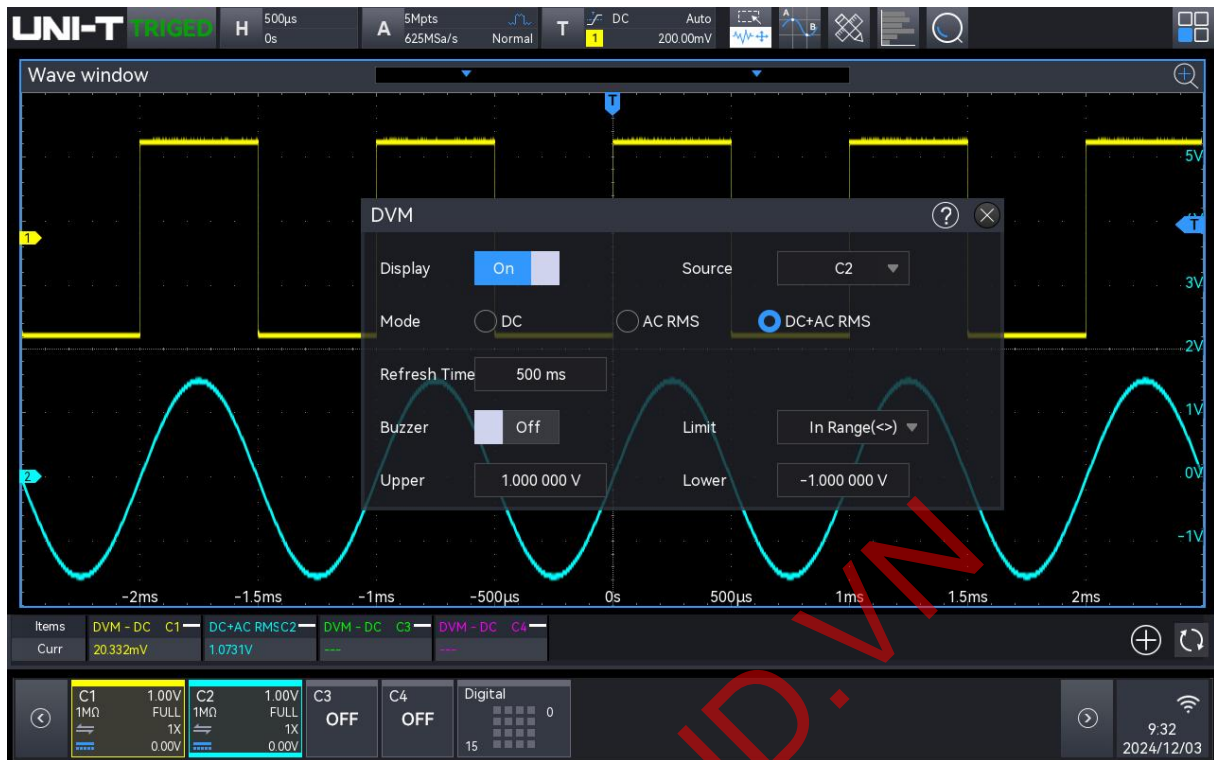 UNI-T TRIGED H 500μs 0s A 5Mpts 625MSa/s Normal T DC 1 Auto 200.00mV A B
Wave window
T
5V
DVM ?
T
1
Display On Source C2
3V
Mode DC AC RMS DC+AC RMS
2V
Refresh Time 500 ms
1V
Buzzer Off Limit In Range(<>)
2 Upper 1.000 000 V Lower -1.000 000 V 0V
-1V
-2ms -1.5ms -1ms -500μs 0s 500μs 1ms 1.5ms 2ms
Items DVM - DC C1 DC+AC RMSC2 DVM - DC C3 DVM - DC C4
Curr 20.332mV 1.0731V --- ---
C1 1.00V C2 1.00V C3 C4 Digital
1MΩ FULL 1MΩ FULL OFF OFF 0
1X 1X
0.00V 0.00V 15
9:32
2024/12/03
D.VN